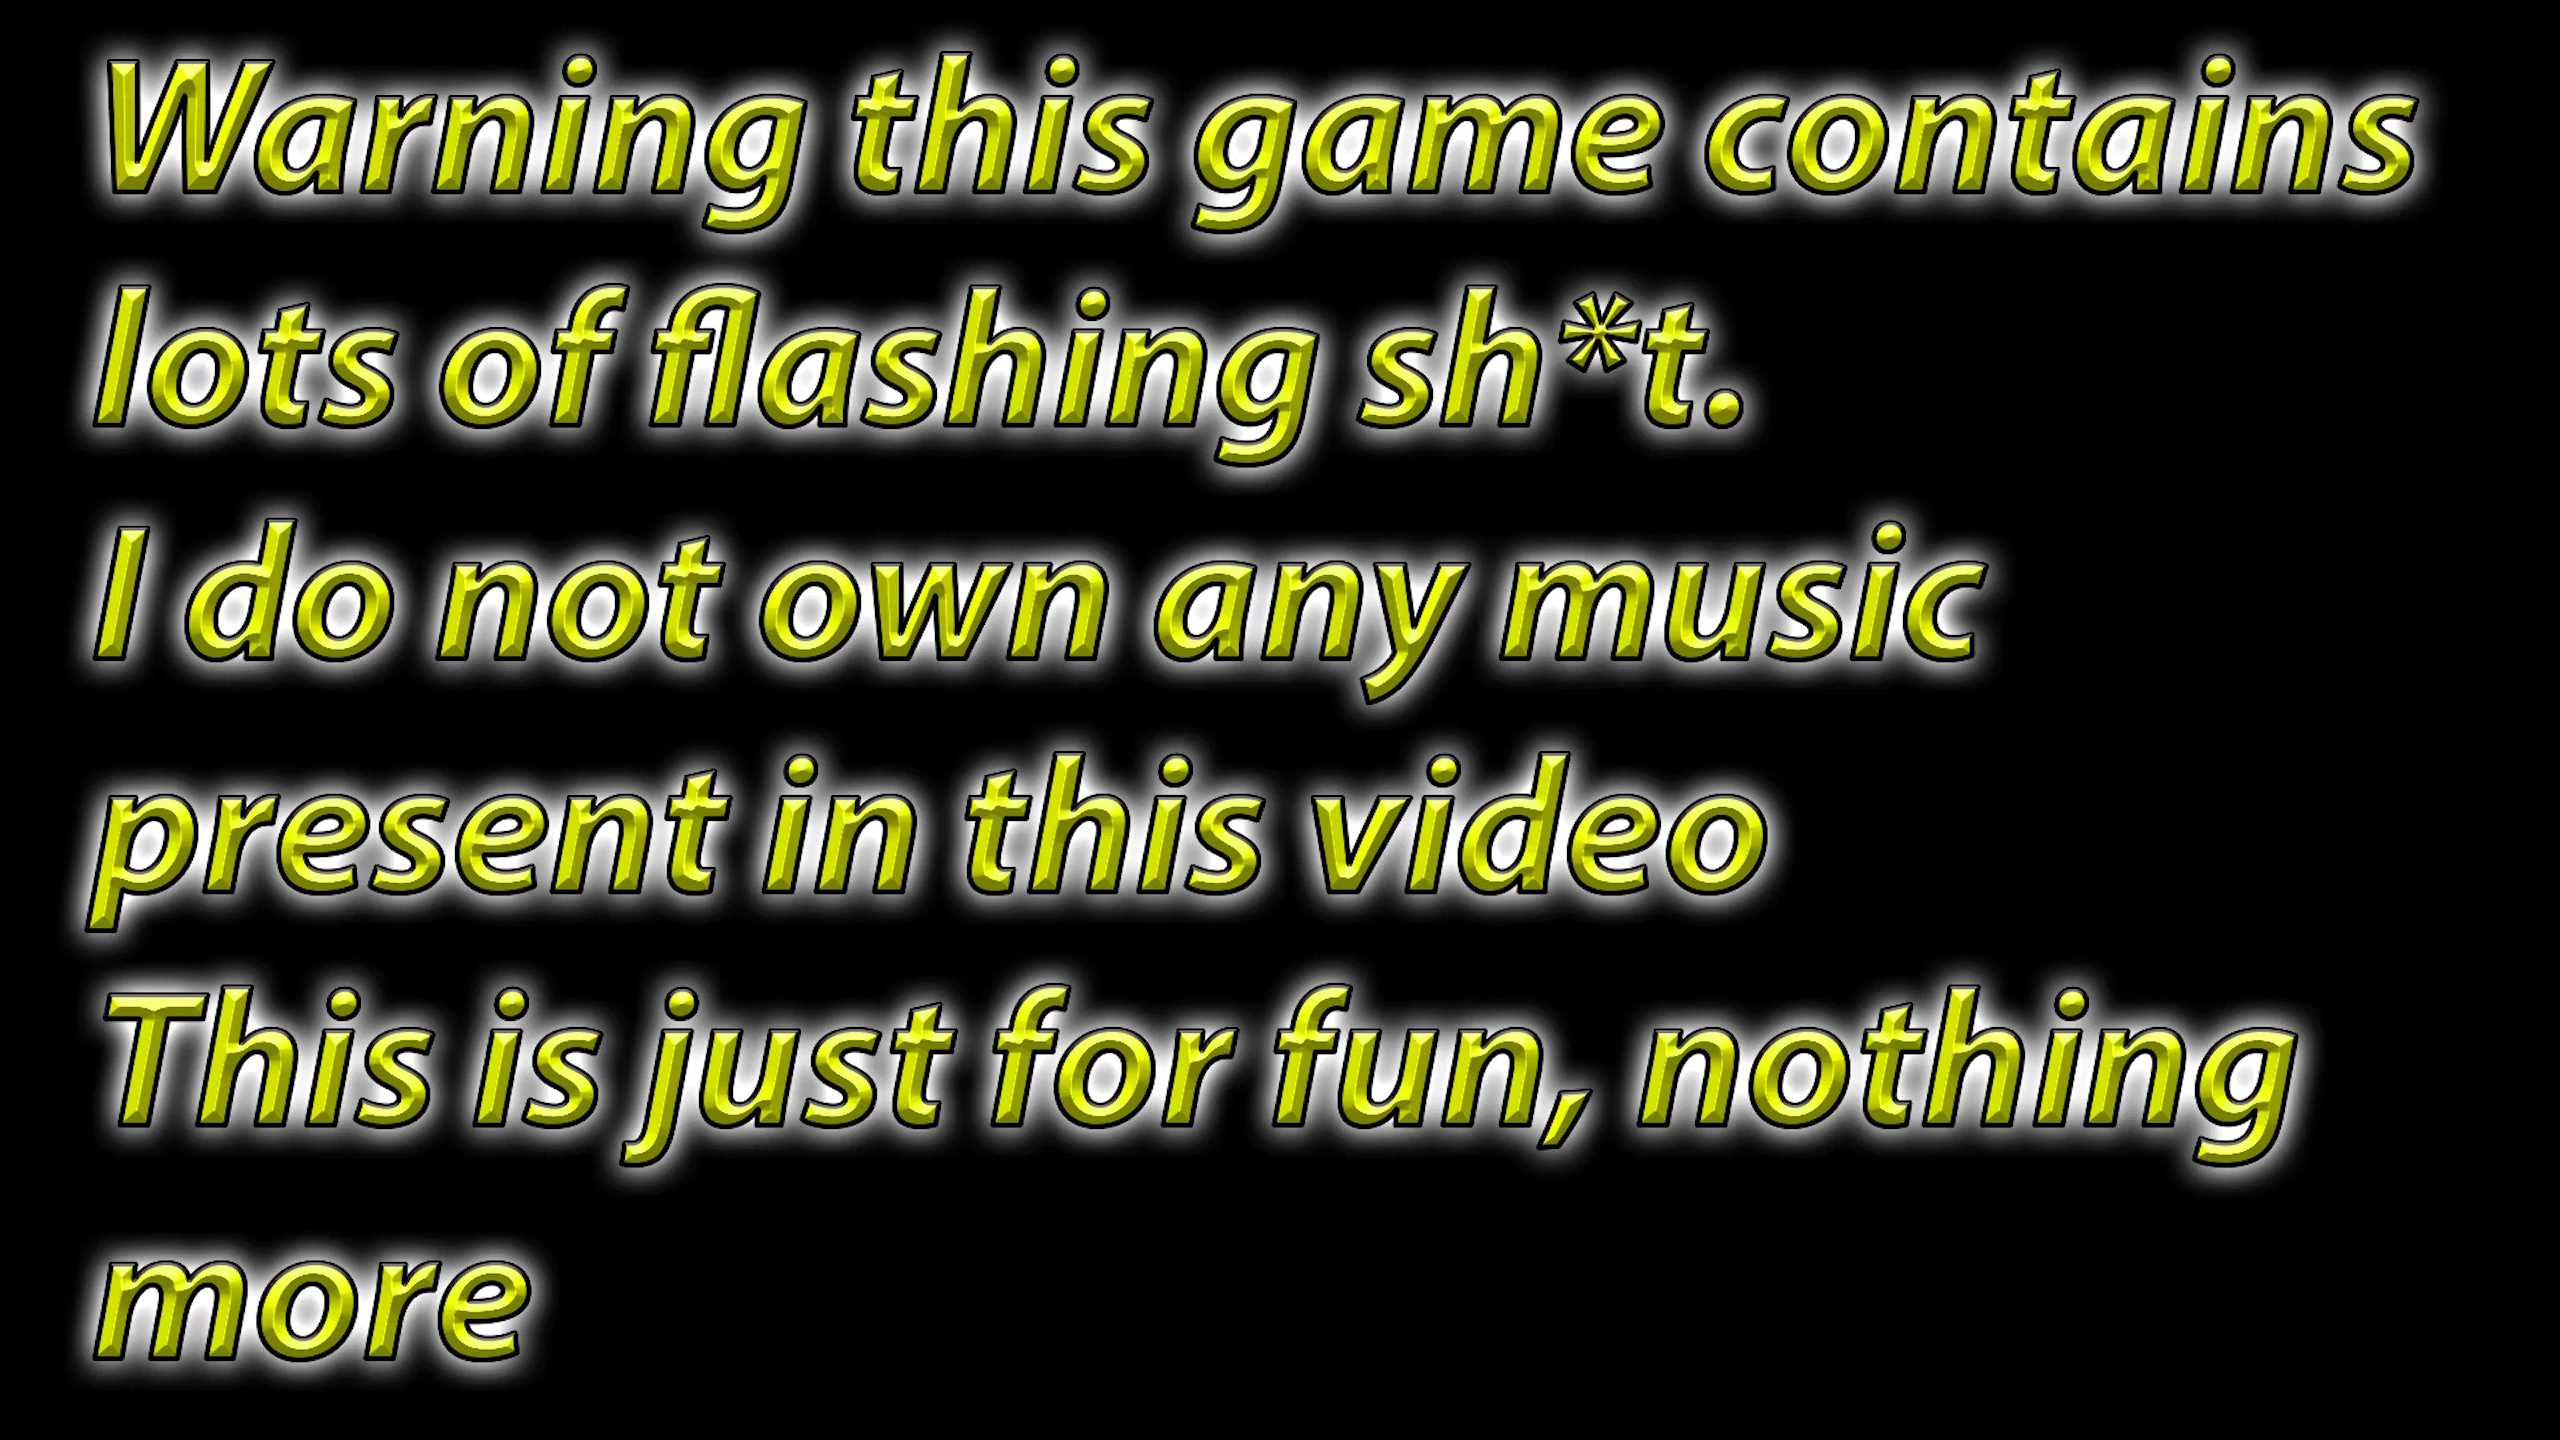 Warning this game contains
lots of flashing sh*t.
I do not own any music
present in this video
This is just for fun, nothing
more